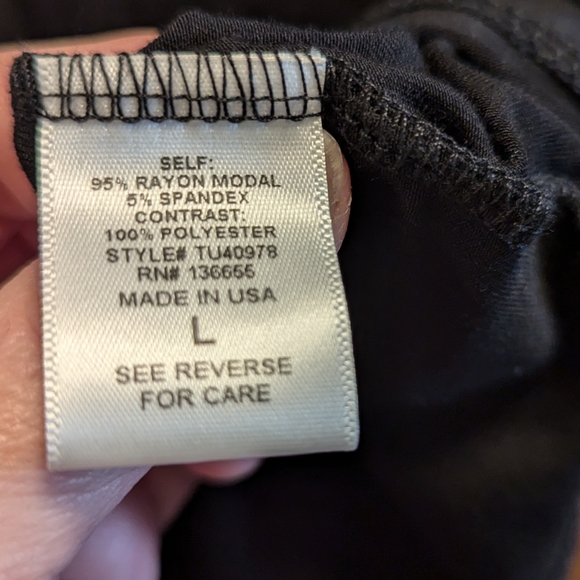 SELF:
95% RAYON MODAL
5% SPANDEX
CONTRAST:
100% POLYESTER
STYLE# TU40978
RN# 136655
MADE IN USA
L
SEE REVERSE
FOR CARE